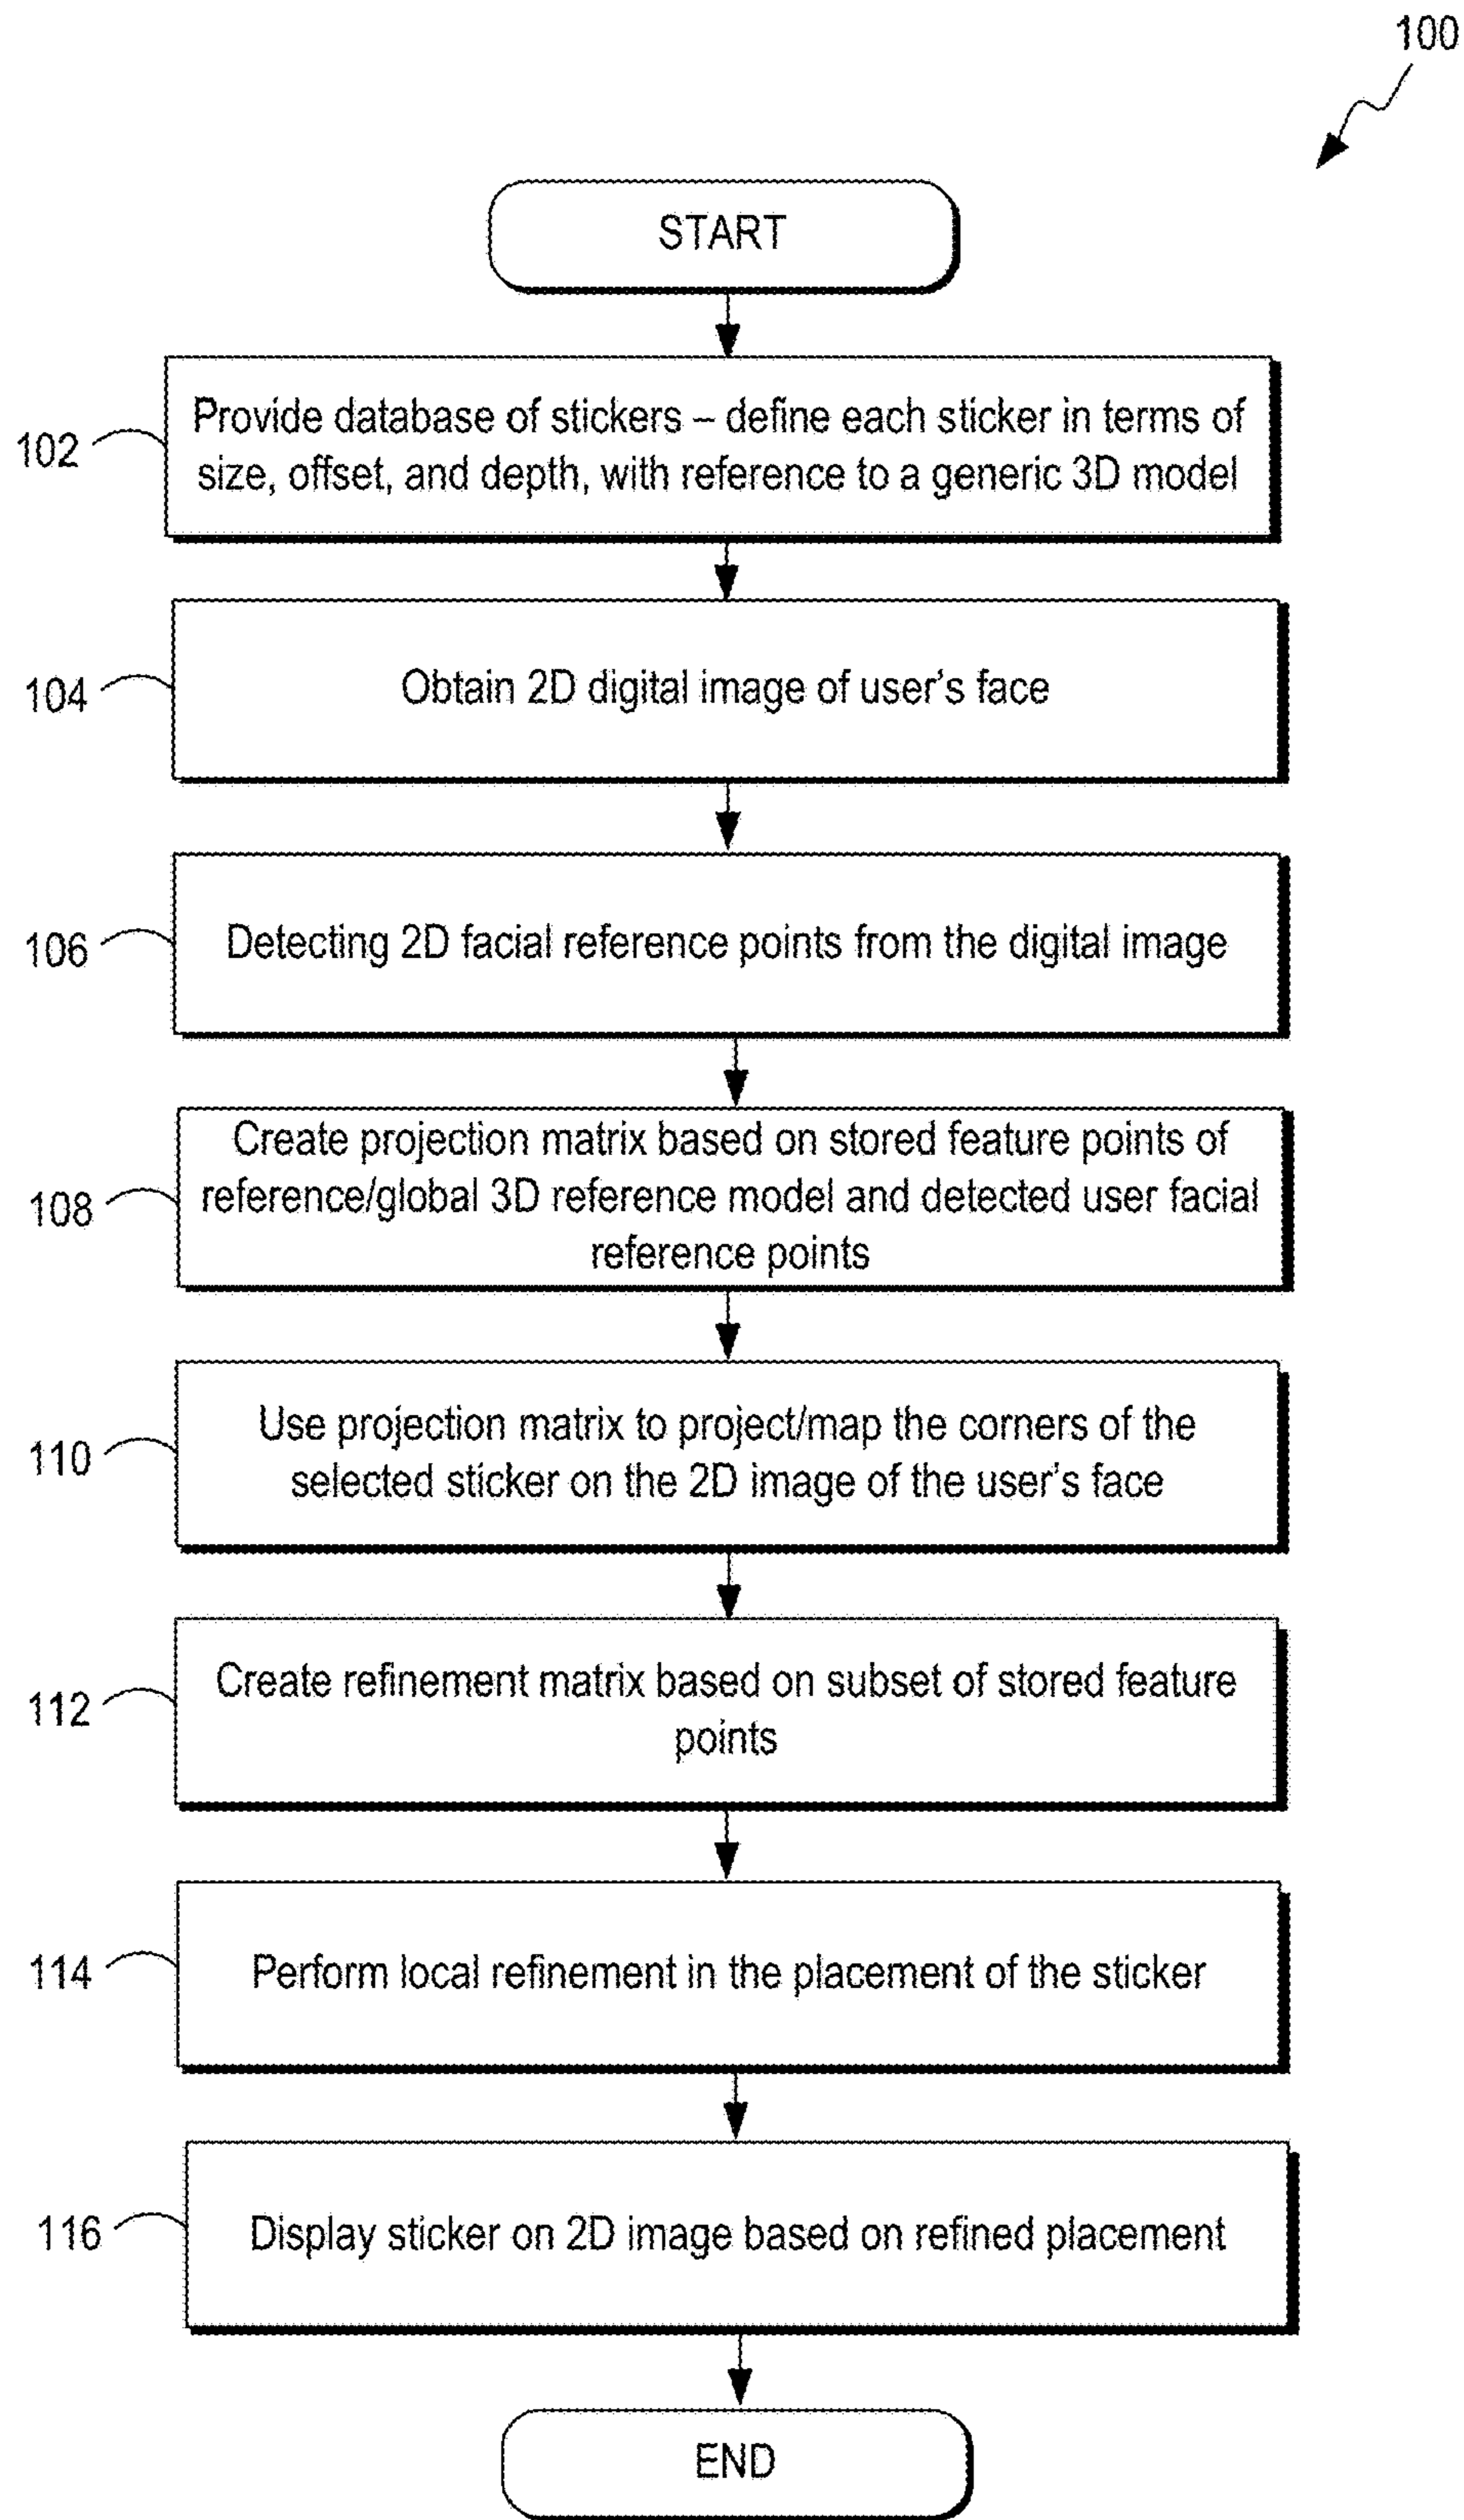 100
START
102
Provide database of stickers – define each sticker in terms of
size, offset, and depth, with reference to a generic 3D model
104
Obtain 2D digital image of user's face
106
Detecting 2D facial reference points from the digital image
108
Create projection matrix based on stored feature points of
reference/global 3D reference model and detected user facial
reference points
110
Use projection matrix to project/map the corners of the
selected sticker on the 2D image of the user's face
112
Create refinement matrix based on subset of stored feature
points
114
Perform local refinement in the placement of the sticker
116
Display sticker on 2D image based on refined placement
END